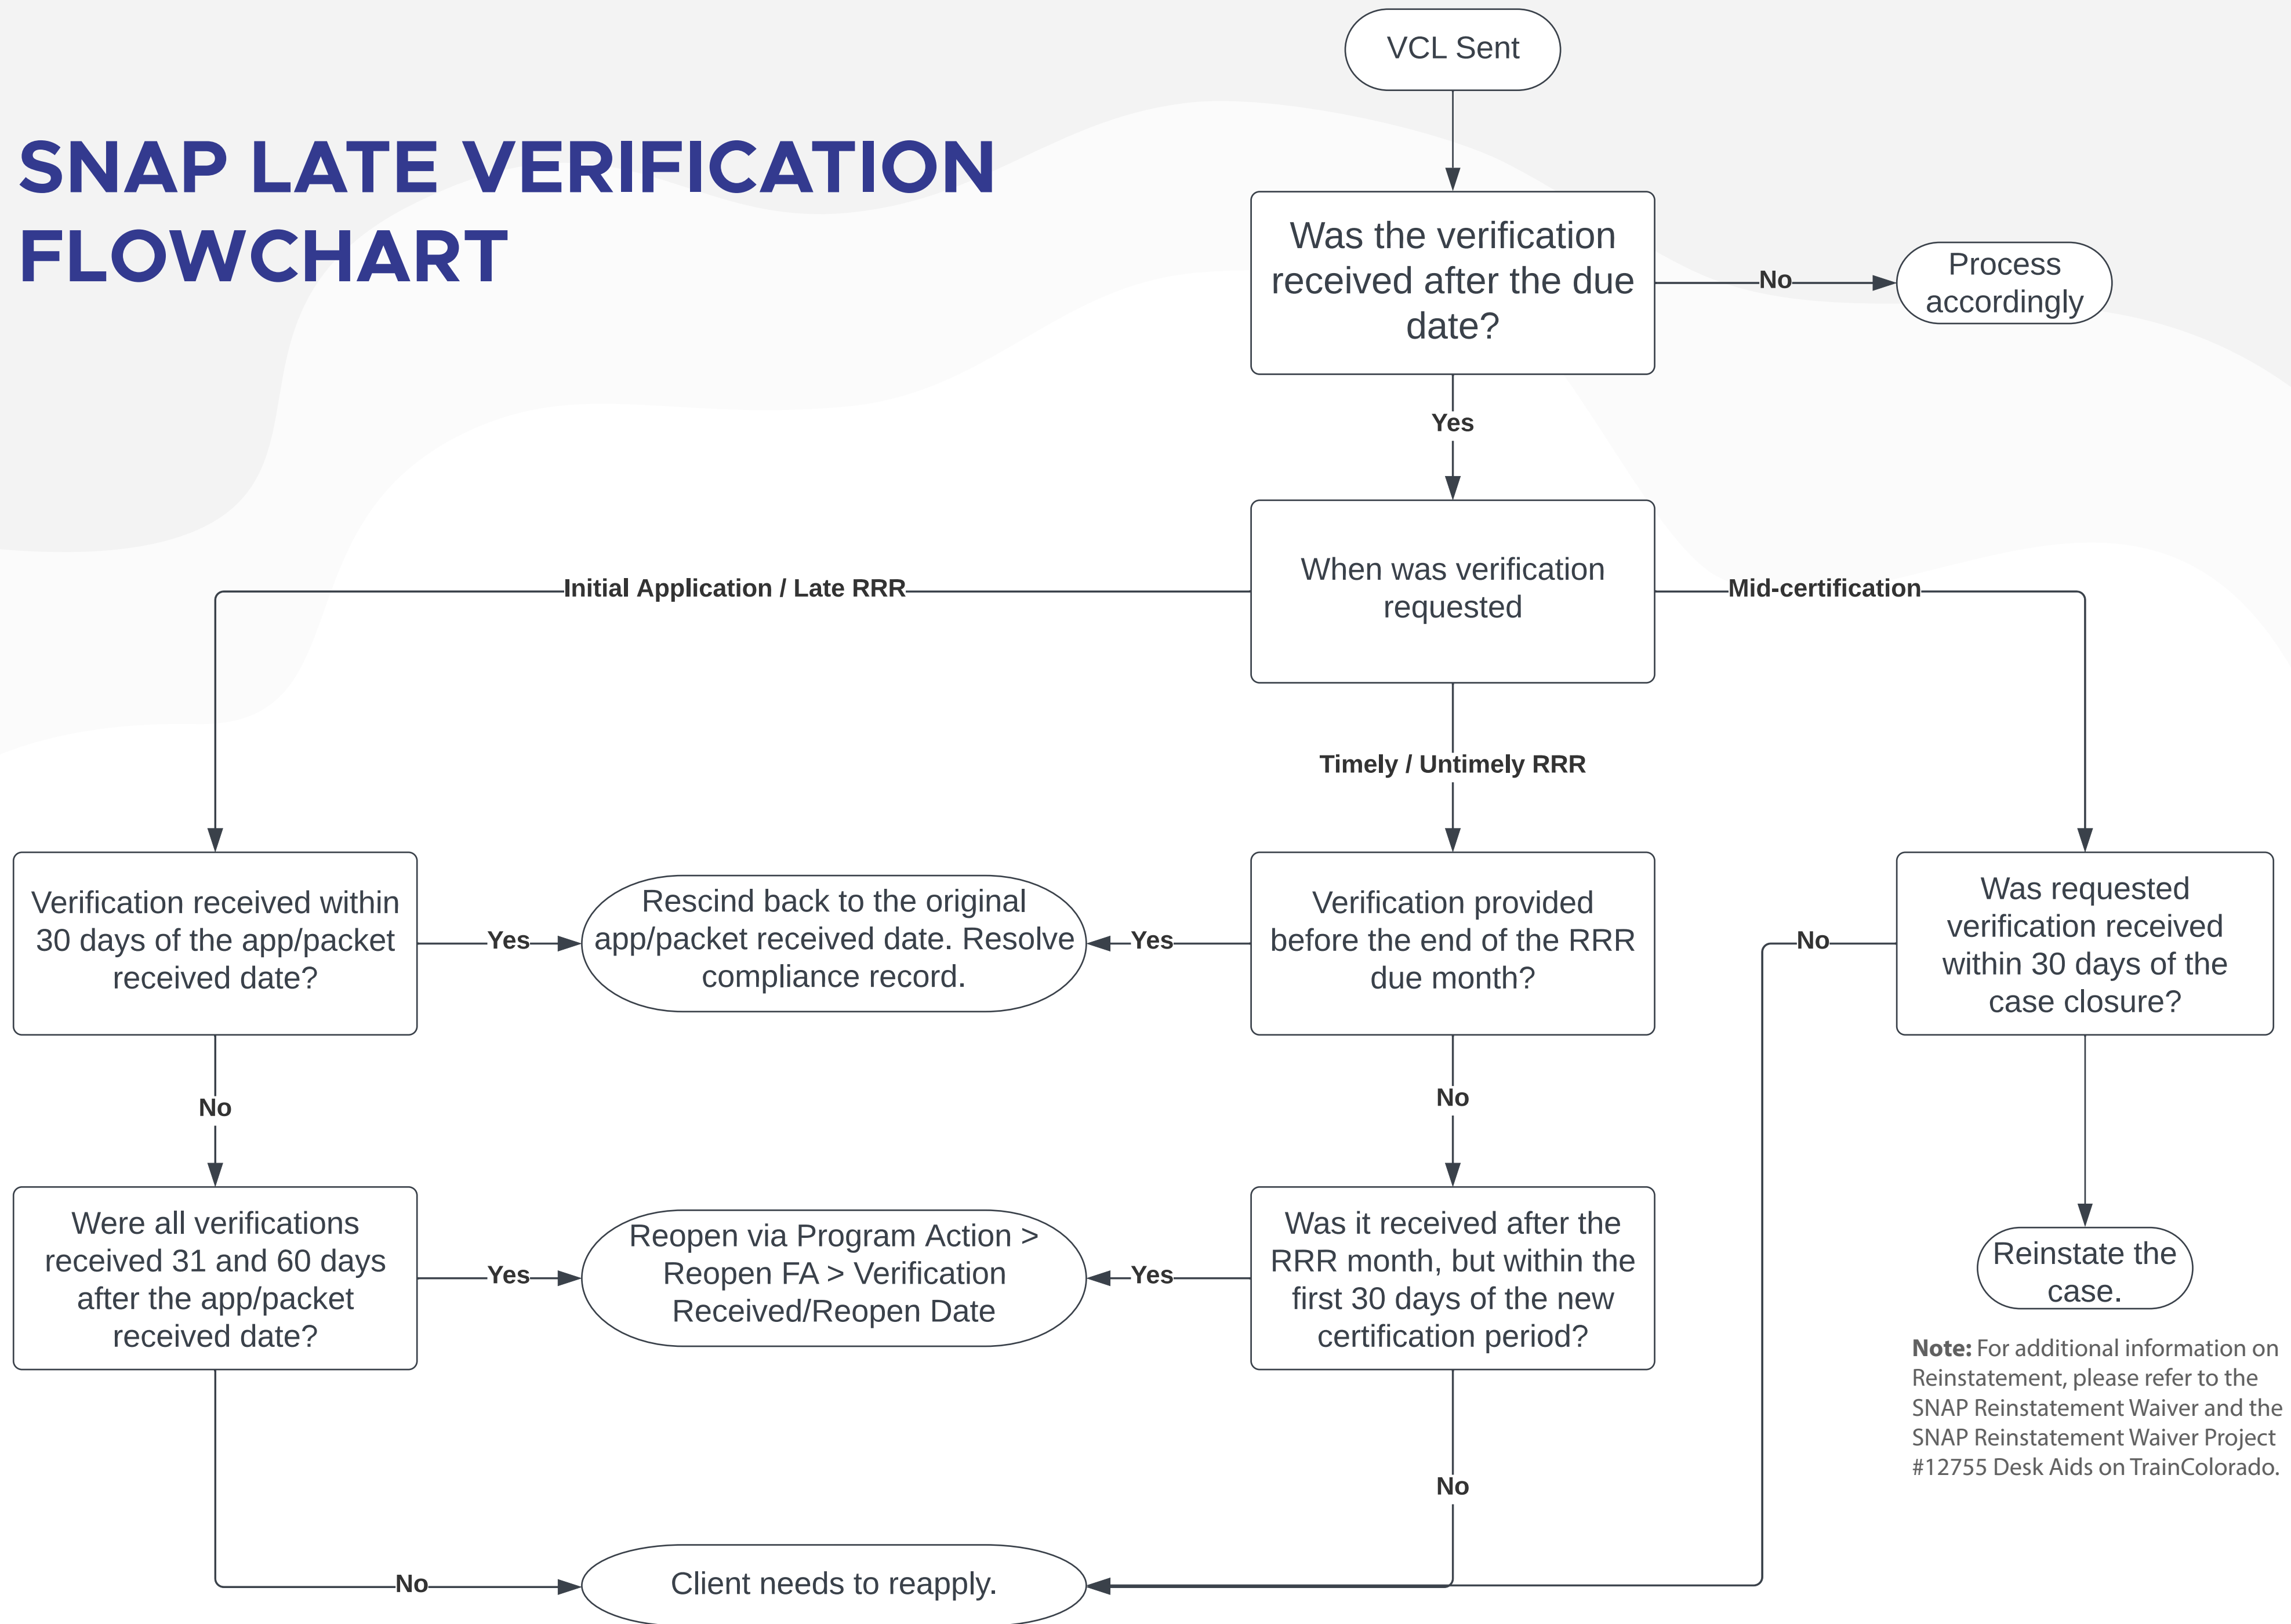 SNAP LATE VERIFICATION
FLOWCHART
VCL Sent
Was the verification
received after the due
date?
No
Process
accordingly
Yes
When was verification
requested
Initial Application / Late RRR
Mid-certification
Timely / Untimely RRR
Verification received within
30 days of the app/packet
received date?
Yes
Rescind back to the original
app/packet received date. Resolve
compliance record.
Yes
Verification provided
before the end of the RRR
due month?
No
Was requested
verification received
within 30 days of the
case closure?
No
No
Were all verifications
received 31 and 60 days
after the app/packet
received date?
Yes
Reopen via Program Action >
Reopen FA > Verification
Received/Reopen Date
Yes
Was it received after the
RRR month, but within the
first 30 days of the new
certification period?
Reinstate the
case.
Note: For additional information on
Reinstatement, please refer to the
SNAP Reinstatement Waiver and the
SNAP Reinstatement Waiver Project
#12755 Desk Aids on TrainColorado.
No
No
Client needs to reapply.